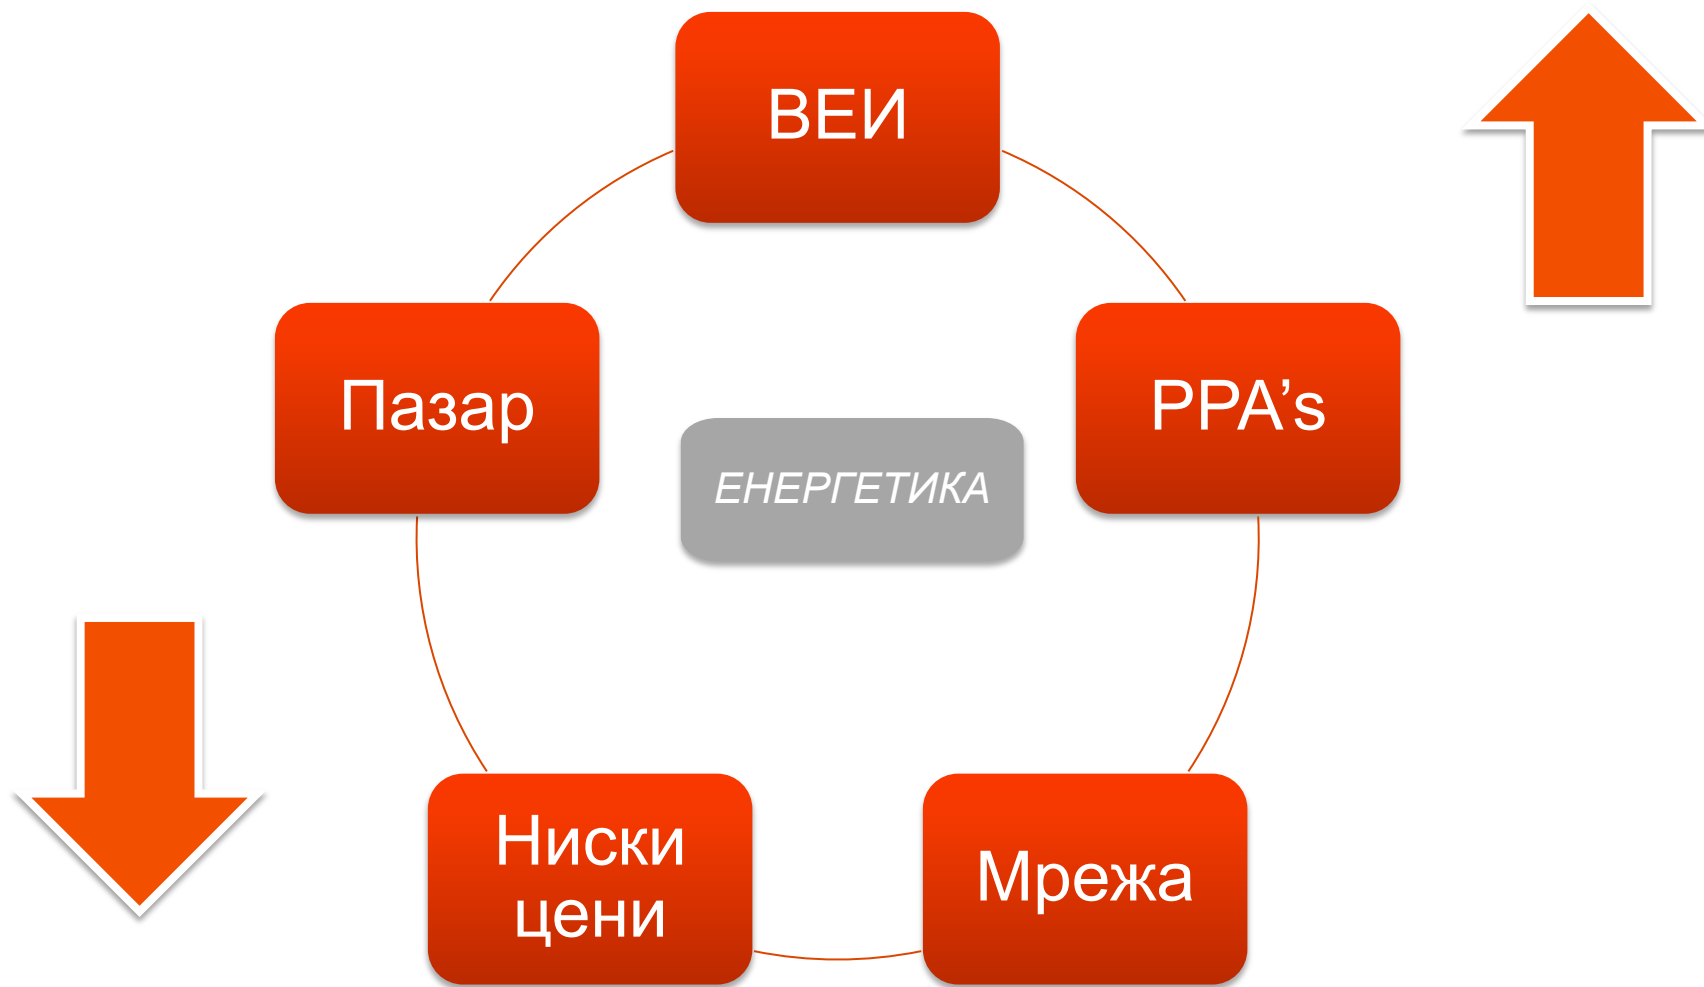 ВЕИ
Пазар
PPA’s
ЕНЕРГЕТИКА
Ниски
цени
Мрежа